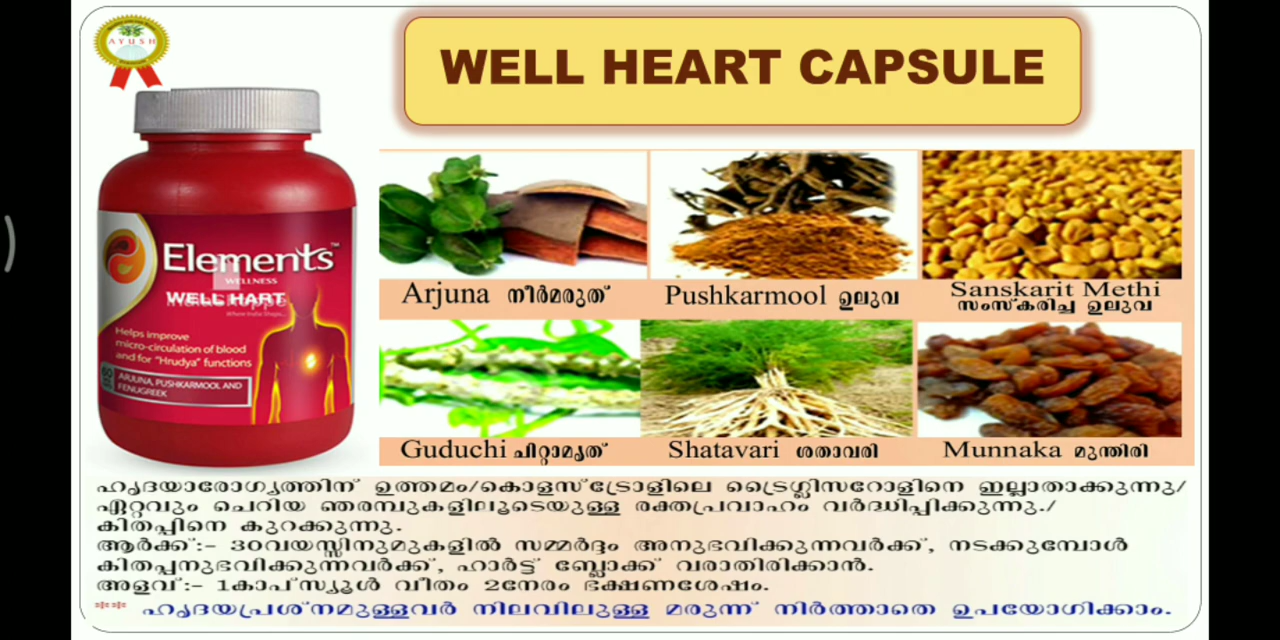 AYUSH
WELL HEART CAPSULE
Elements™
WELLNESS
WELL HART
Helps improve
micro-circulation of blood
and for "Hrudya" functions
60
ARJUNA, PUSHKARMOOL AND
FENUGREEK
Arjuna നീർമരുത്
Pushkarmool ഉലുവ
Sanskarit Methi
സംസ്കരിച്ച ഉലുവ
Guduchi ചിറ്റാമൃത്
Shatavari ശതാവരി
Munnaka മുന്തിരി
ഹൃദയാരോഗ്യത്തിന് ഉത്തമം/കൊളസ്ട്രോളിലെ ട്രൈഗ്ലിസറോളിനെ ഇല്ലാതാക്കുന്നു/
ഏറ്റവും ചെറിയ ഞരമ്പുകളിലൂടെയുള്ള രക്തപ്രവാഹം വർദ്ധിപ്പിക്കുന്നു./
കിതപ്പിനെ കുറക്കുന്നു.
ആർക്ക്:- 30വയസ്സിനുമുകളിൽ സമ്മർദ്ദം അനുഭവിക്കുന്നവർക്ക്, നടക്കുമ്പോൾ
കിതപ്പനുഭവിക്കുന്നവർക്ക്, ഹാർട്ട് ബ്ലോക്ക് വരാതിരിക്കാൻ.
അളവ്:- 1കാപ്സ്യൂൾ വീതം 2നേരം ഭക്ഷണശേഷം.
** ഹൃദയപ്രശ്നമുള്ളവർ നിലവിലുള്ള മരുന്ന് നിർത്താതെ ഉപയോഗിക്കാം.